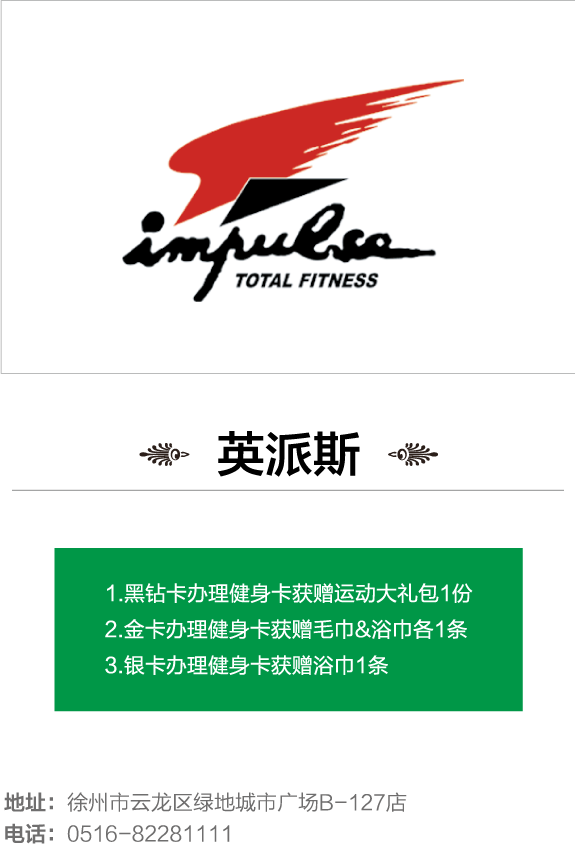 impulse
TOTAL FITNESS
英派斯
1.黑钻卡办理健身卡获赠运动大礼包1份
2.金卡办理健身卡获赠毛巾&浴巾各1条
3.银卡办理健身卡获赠浴巾1条
地址：徐州市云龙区绿地城市广场B-127店
电话：0516-82281111